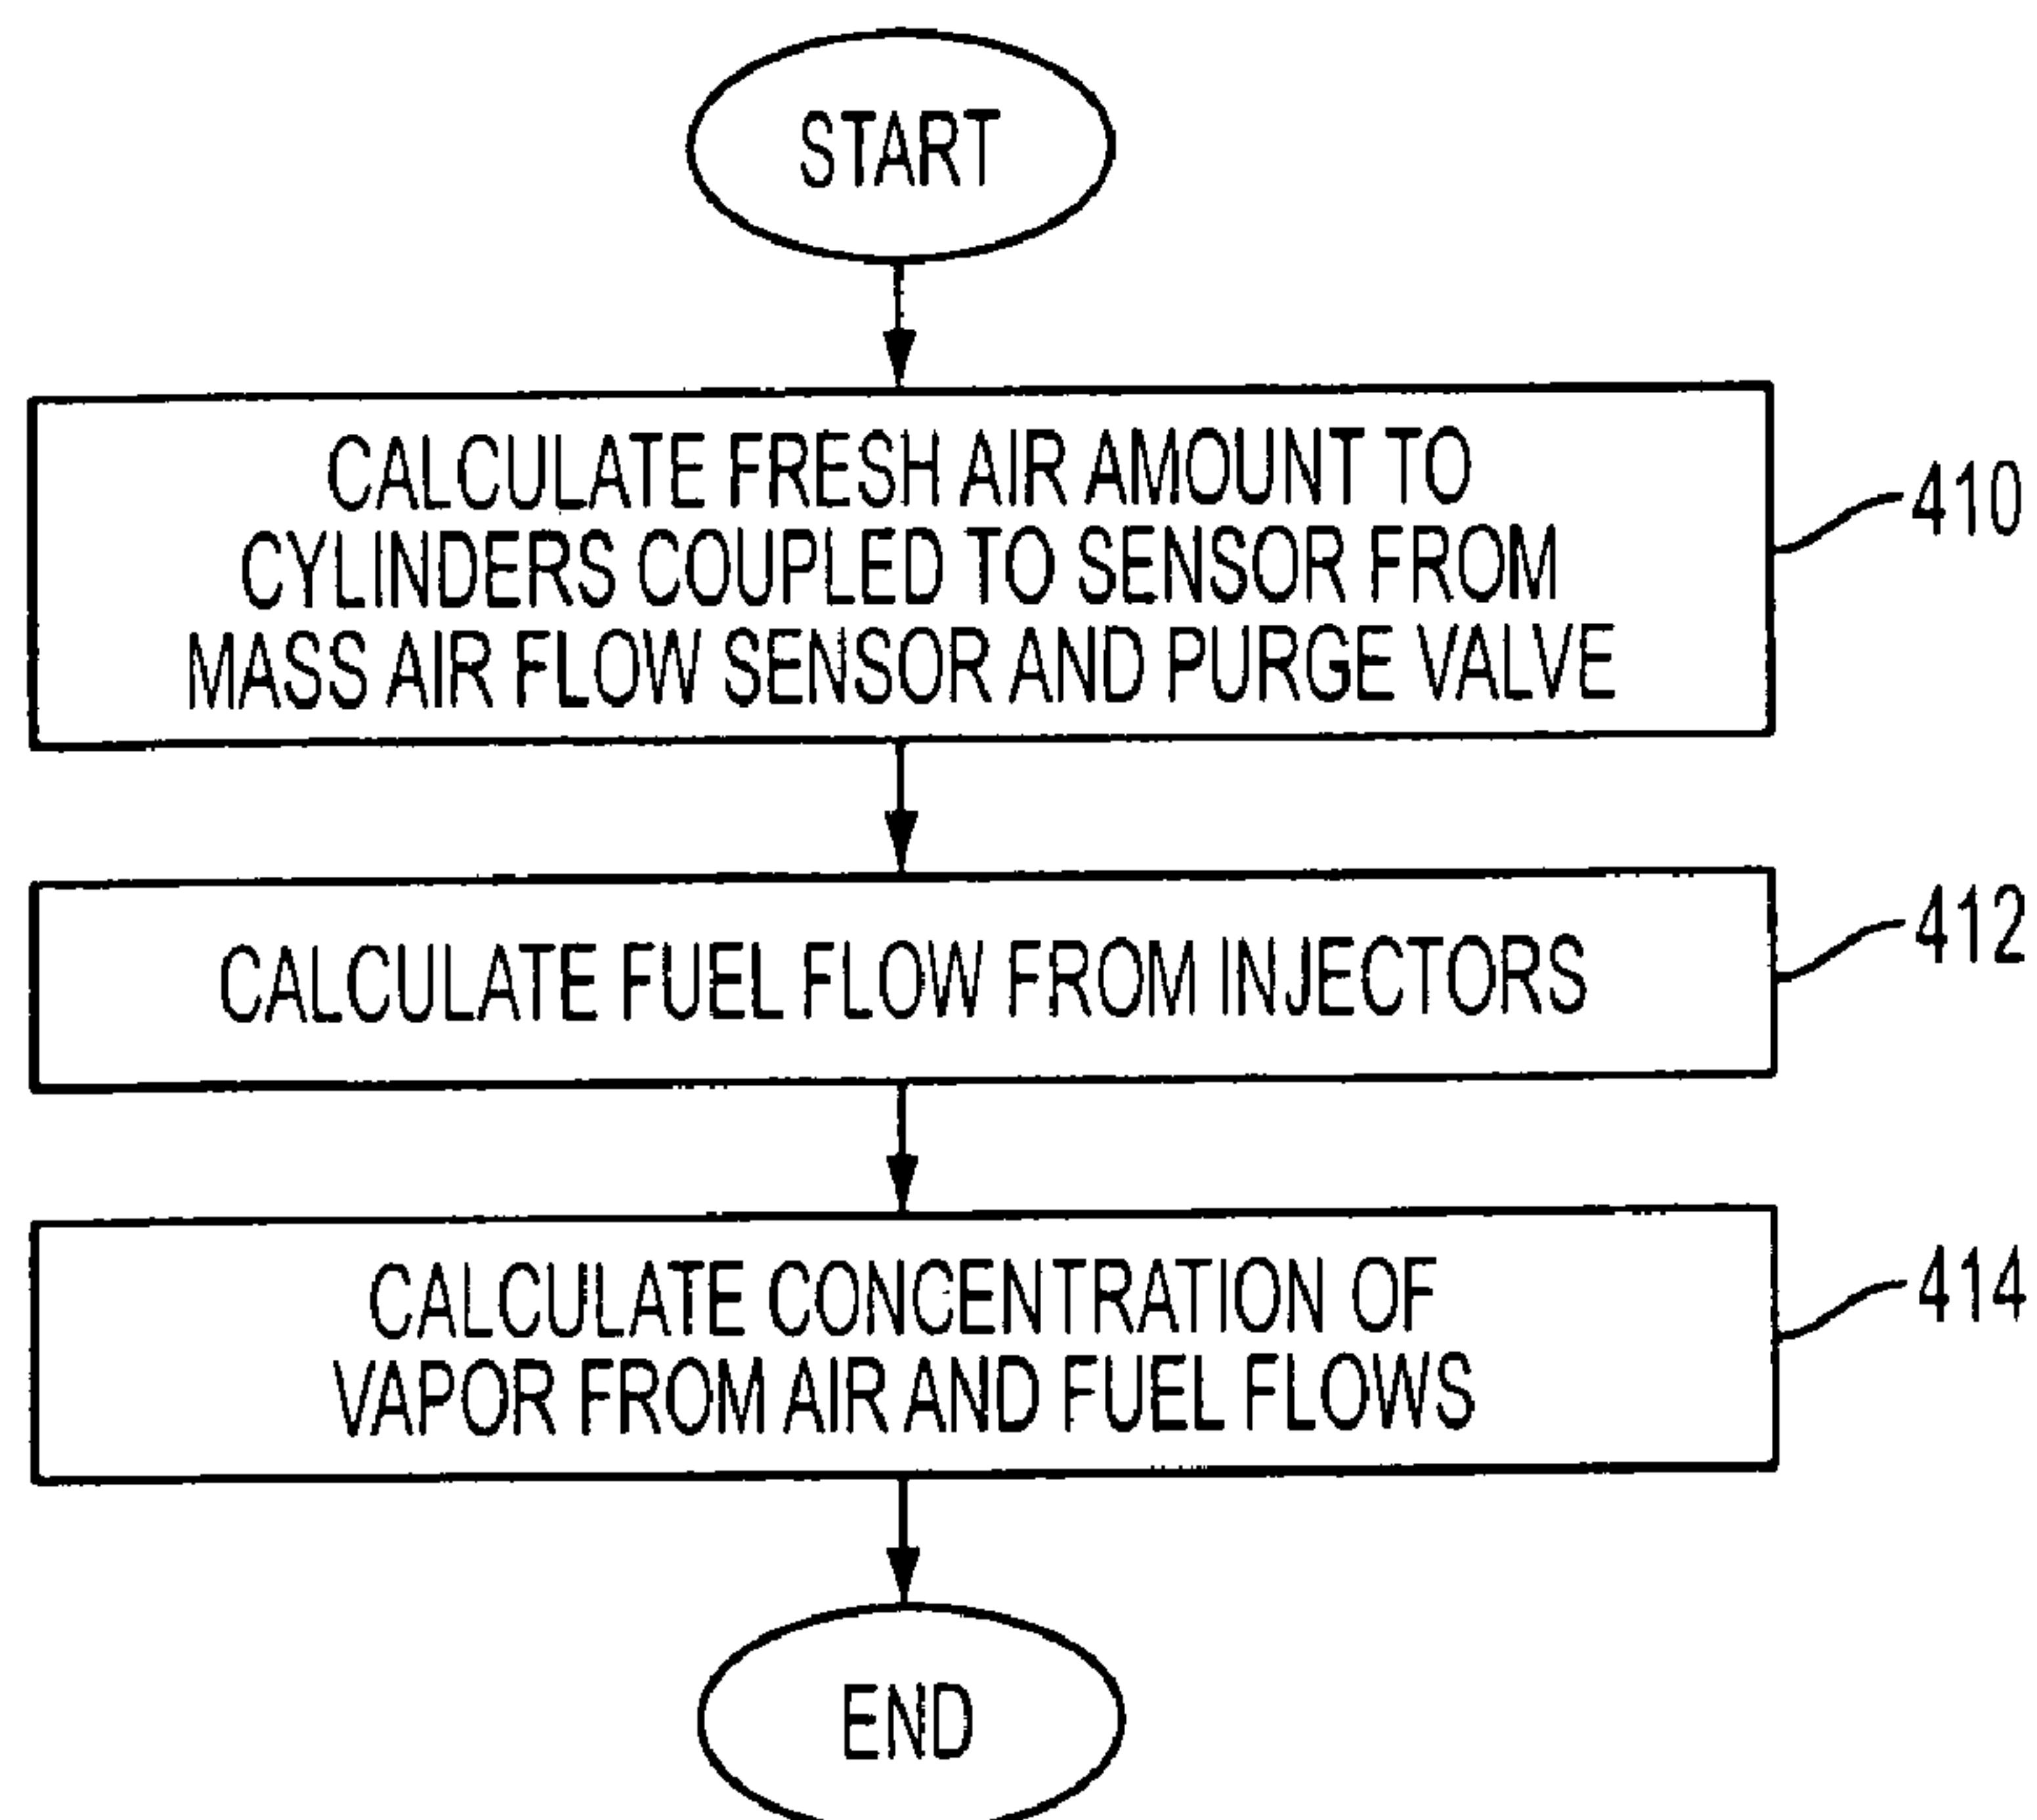 START
CALCULATE FRESH AIR AMOUNT TO
CYLINDERS COUPLED TO SENSOR FROM
MASS AIR FLOW SENSOR AND PURGE VALVE
410
CALCULATE FUEL FLOW FROM INJECTORS
412
CALCULATE CONCENTRATION OF
VAPOR FROM AIR AND FUEL FLOWS
414
END